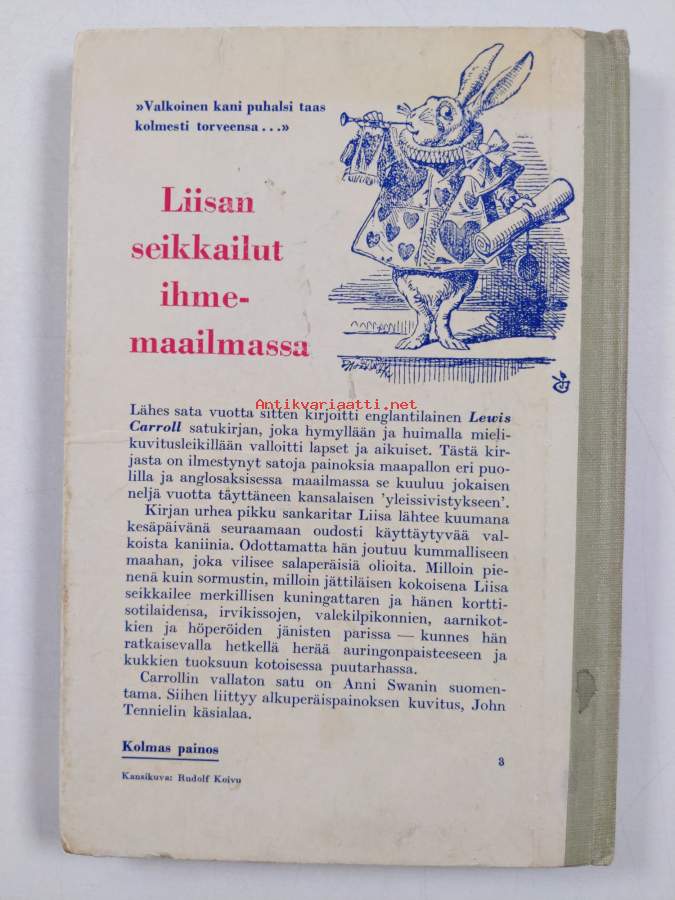 »Valkoinen kani puhalsi taas
kolmesti torveensa...»
Liisan
seikkailut
ihme-
maailmassa
Antikvariaatti.net
Lähes sata vuotta sitten kirjoitti englantilainen Lewis
Carroll satukirjan, joka hymyllään ja huimalla mieli-
kuvitusleikillään valloitti lapset ja aikuiset. Tästä kir-
jasta on ilmestynyt satoja painoksia maapallon eri puo-
lilla ja anglosaksisessa maailmassa se kuuluu jokaisen
neljä vuotta täyttäneen kansalaisen 'yleissivistykseen'.
Kirjan urhea pikku sankaritar Liisa lähtee kuumana
kesäpäivänä seuraamaan oudosti käyttäytyvää val-
koista kaniinia. Odottamatta hän joutuu kummalliseen
maahan, joka vilisee salaperäisiä olioita. Milloin pie-
nenä kuin sormustin, milloin jättiläisen kokoisena Liisa
seikkailee merkillisen kuningattaren ja hänen kortti-
sotilaidensa, irvikissojen, valekilpikonnien, aarnikot-
kien ja höperöiden jänisten parissa — kunnes hän
ratkaisevalla hetkellä herää auringonpaisteeseen ja
kukkien tuoksuun kotoisessa puutarhassa.
Carrollin vallaton satu on Anni Swanin suomen-
tama. Siihen liittyy alkuperäispainoksen kuvitus, John
Tennielin käsialaa.
Kolmas painos
3
Kansikuva: Rudolf Koivu